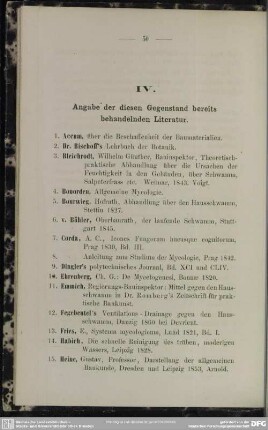 50
IV.
Angabe der diesen Gegenstand bereits
behandelnden Literatur.
1. Accum, über die Beschaffenheit der Baumaterialien.
2. Dr. Bischoff's Lehrbuch der Botanik.
3. Bleichrodt, Wilhelm Günther, Bauinspektor, Theoretisch-
praktische Abhandlung über die Ursachen der
Feuchtigkeit in den Gebäuden, über Schwamm,
Salpeterfrass etc. Weimar, 1843. Voigt.
4. Bonorden, Allgemeine Mycologie.
5. Bourwieg, Hofrath, Abhandlung über den Hausschwamm,
Stettin 1827.
6. v. Bühler, Oberbaurath, der laufende Schwamm, Stutt-
gart 1845.
7. Corda, A. C., Icones Fungorum hucusque cognitorum,
Prag 1839, Bd. III.
8. Anleitung zum Studium der Mycologie, Prag 1842.
9. Dingler's polytechnisches Journal, Bd. XCI und CLIV.
10. Ehrenberg, Ch. G.: De Mycetogenesi, Bonnae 1820.
11. Emmich, Regierungs-Bauinspektor: Mittel gegen den Haus-
schwamm in Dr. Romberg's Zeitschrift für prak-
tische Baukunst.
12. Fegebeutel's Ventilations-Drainage gegen den Haus-
schwamm, Danzig 1860 bei Devrient.
13. Fries, E., Systema mycologicum, Lund 1821, Bd. I.
14. Habich, Die schnelle Reinigung des trüben, modrigen
Wassers, Leipzig 1828.
15. Heine, Gustav, Professor, Darstellung der allgemeinen
Baukunde, Dresden und Leipzig 1853, Arnold.
DFG